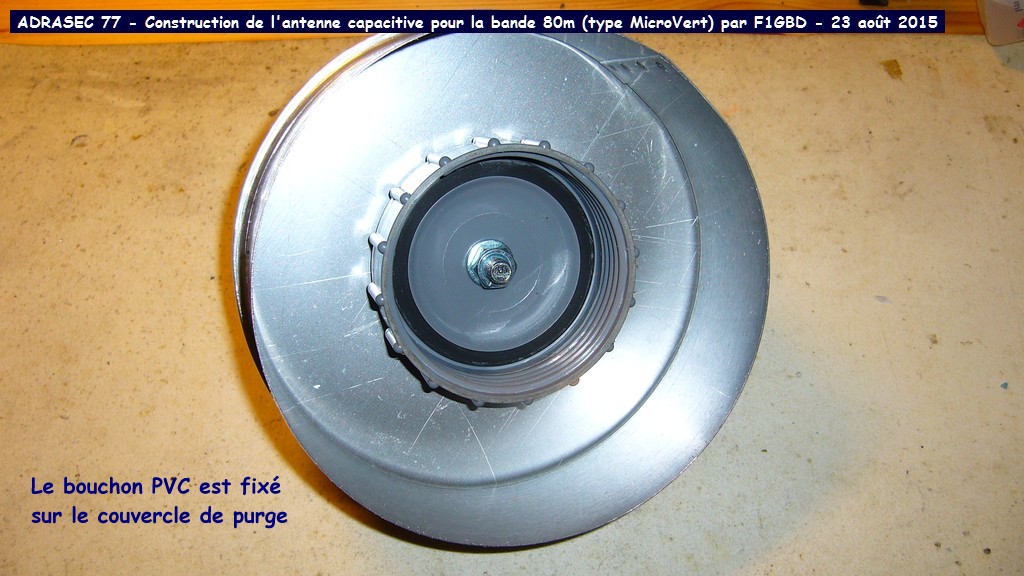 ADRASEC 77 - Construction de l'antenne capacitive pour la bande 80m (type MicroVert) par F1GBD - 23 août 2015
Le bouchon PVC est fixé
sur le couvercle de purge